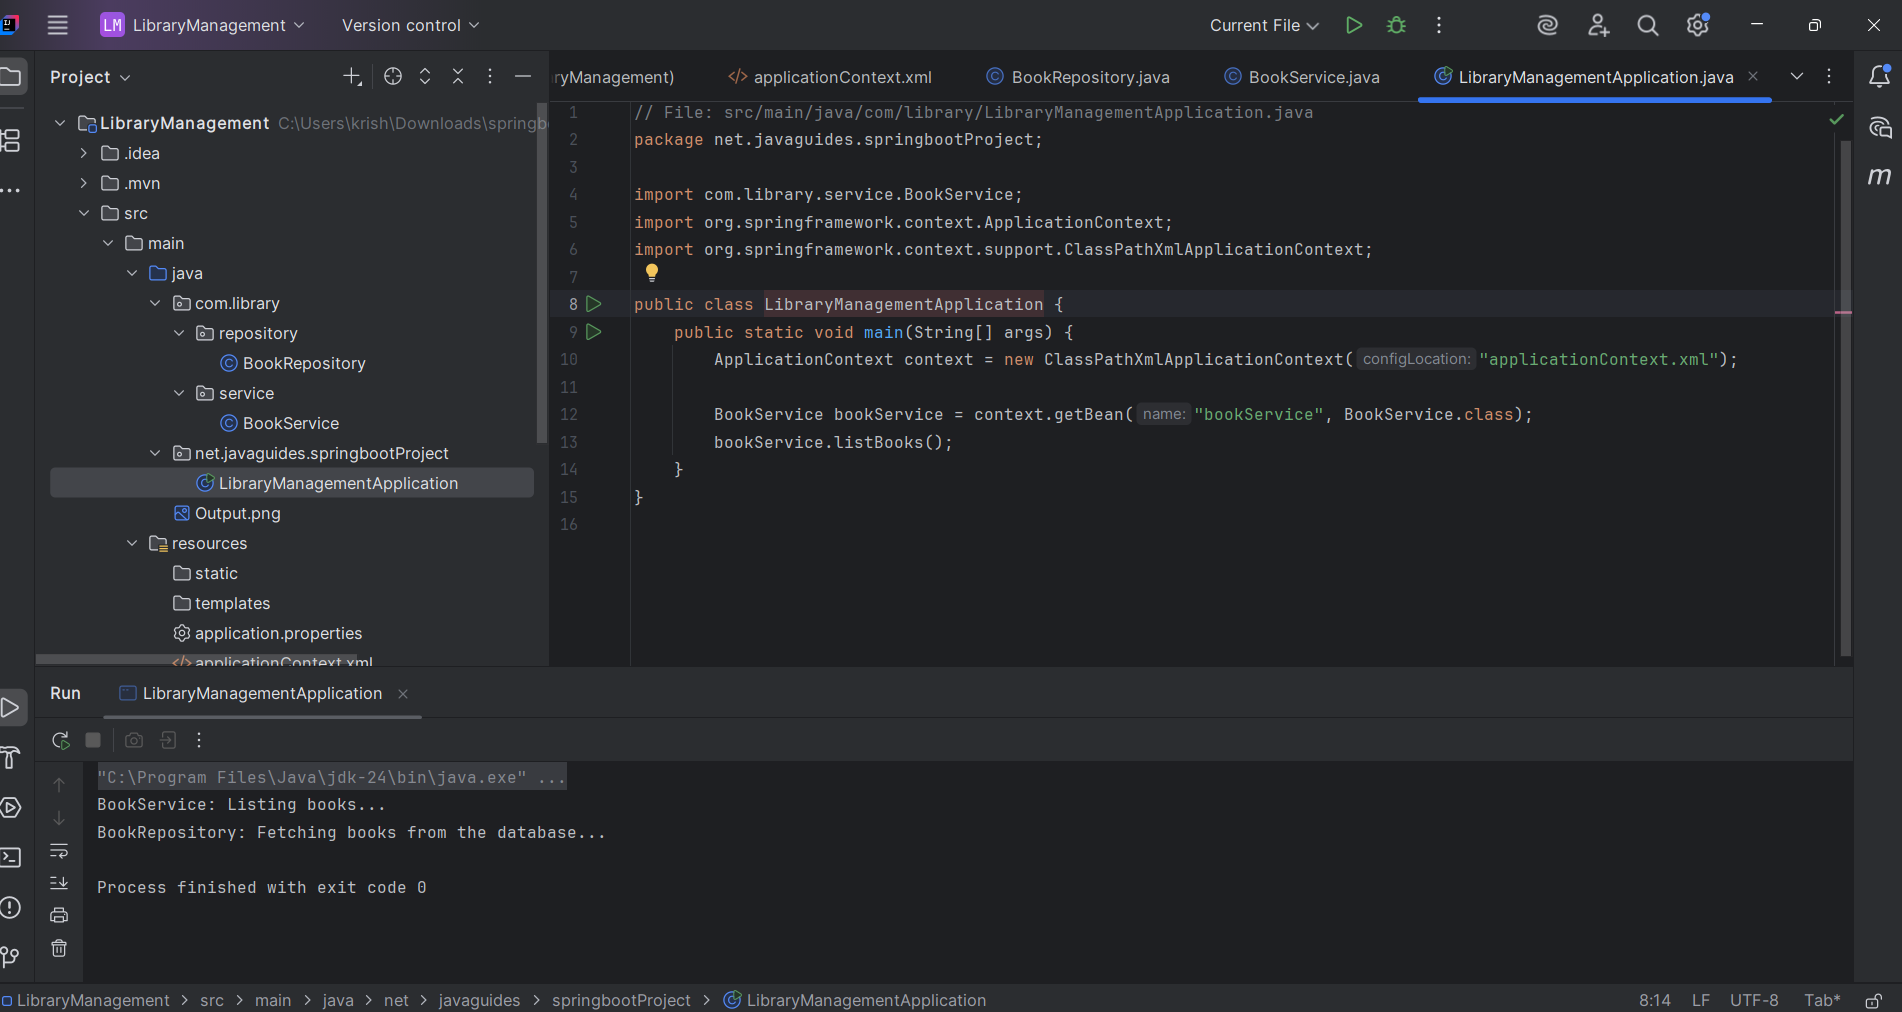 LM LibraryManagement Version control Current File
Project
ryManagement) applicationContext.xml BookRepository.java BookService.java LibraryManagementApplication.java
LibraryManagement C:\Users\krish\Downloads\springb
.idea
.mvn
src
main
java
com.library
repository
BookRepository
service
BookService
net.javaguides.springbootProject
LibraryManagementApplication
Output.png
resources
static
templates
application.properties
applicationContext.xml
1 // File: src/main/java/com/library/LibraryManagementApplication.java
2 package net.javaguides.springbootProject;
3
4 import com.library.service.BookService;
5 import org.springframework.context.ApplicationContext;
6 import org.springframework.context.support.ClassPathXmlApplicationContext;
7
8 public class LibraryManagementApplication {
9 public static void main(String[] args) {
10 ApplicationContext context = new ClassPathXmlApplicationContext( configLocation: "applicationContext.xml");
11
12 BookService bookService = context.getBean( name: "bookService", BookService.class);
13 bookService.listBooks();
14 }
15 }
16
m
Run LibraryManagementApplication
"C:\Program Files\Java\jdk-24\bin\java.exe" ...
BookService: Listing books...
BookRepository: Fetching books from the database...
Process finished with exit code 0
LibraryManagement > src > main > java > net > javaguides > springbootProject > LibraryManagementApplication 8:14 LF UTF-8 Tab*